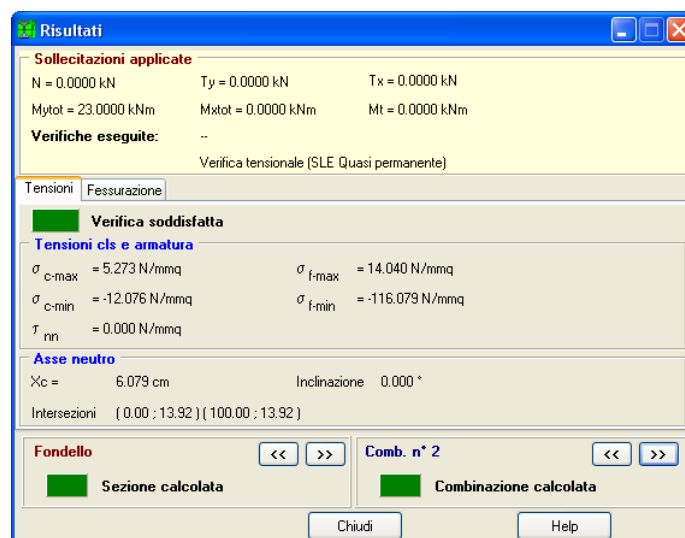 Risultati
Sollecitazioni applicate
N = 0.0000 kN Ty = 0.0000 kN Tx = 0.0000 kN
Mytot = 23.0000 kNm Mxtot = 0.0000 kNm Mt = 0.0000 kNm
Verifiche eseguite: --
Verifica tensionale (SLE Quasi permanente)
Tensioni Fessurazione
Verifica soddisfatta
Tensioni cls e armatura
σ c-max = 5.273 N/mmq σ f-max = 14.040 N/mmq
σ c-min = -12.076 N/mmq σ f-min = -116.079 N/mmq
τ nn = 0.000 N/mmq
Asse neutro
Xc = 6.079 cm Inclinazione 0.000 °
Intersezioni ( 0.00 ; 13.92 ) ( 100.00 ; 13.92 )
Fondello << >> Comb. n° 2 << >>
Sezione calcolata Combinazione calcolata
Chiudi Help